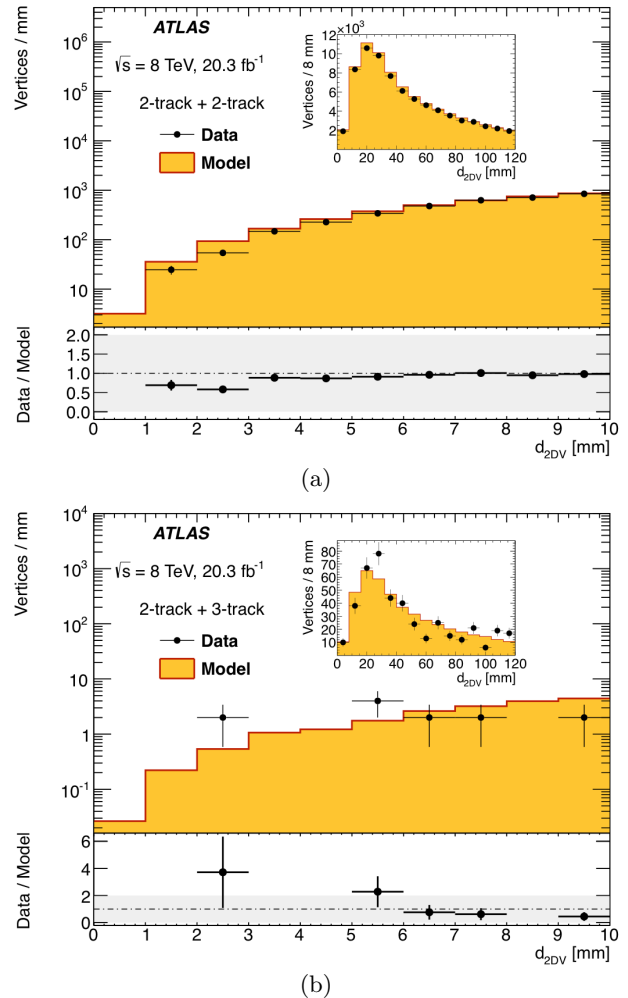 (a)
Vertices / mm
10⁶
10⁵
10⁴
10³
10²
10
ATLAS
√s = 8 TeV, 20.3 fb⁻¹
2-track + 2-track
Data
Model
×10³
Vertices / 8 mm
12
10
8
6
4
2
0 20 40 60 80 100 120
d2DV [mm]
Data / Model
2.0
1.5
1.0
0.5
0.0
0 1 2 3 4 5 6 7 8 9 10
d2DV [mm]
(a)
Vertices / mm
10⁴
10³
10²
10
1
10⁻¹
ATLAS
√s = 8 TeV, 20.3 fb⁻¹
2-track + 3-track
Data
Model
Vertices / 8 mm
80
70
60
50
40
30
20
10
0 20 40 60 80 100 120
d2DV [mm]
Data / Model
6
4
2
0
0 1 2 3 4 5 6 7 8 9 10
d2DV [mm]
(b)